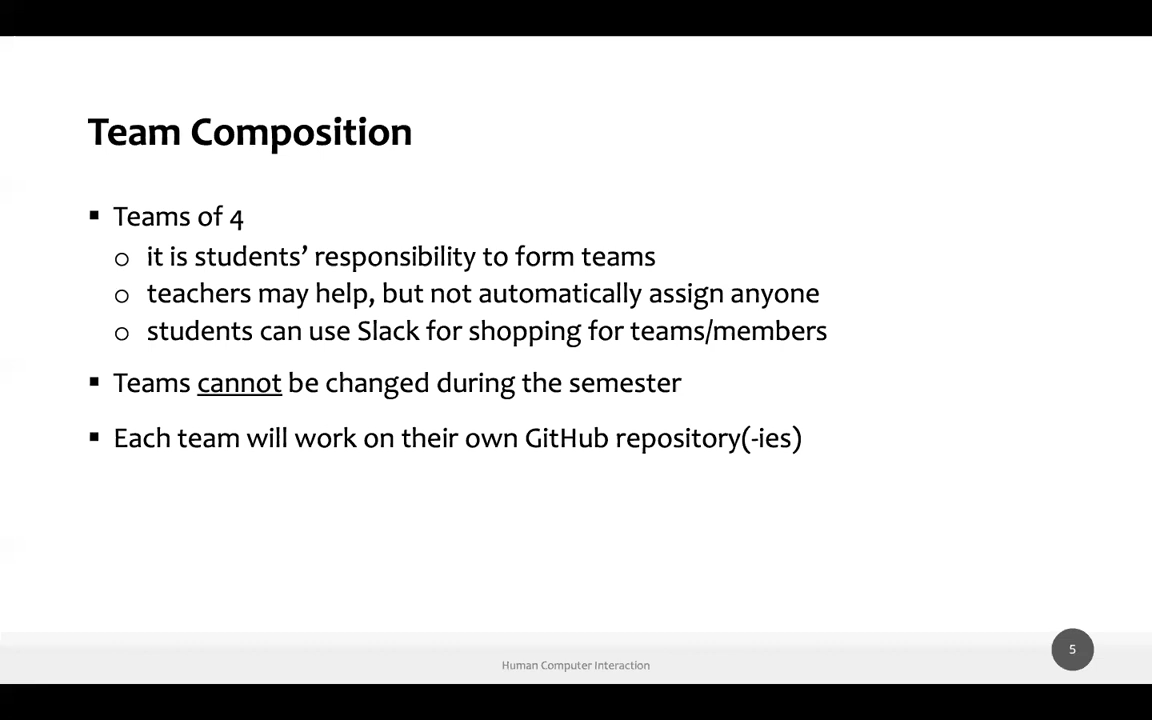 Team Composition
▪ Teams of 4
o it is students’ responsibility to form teams
o teachers may help, but not automatically assign anyone
o students can use Slack for shopping for teams/members
▪ Teams cannot be changed during the semester
▪ Each team will work on their own GitHub repository(-ies)
Human Computer Interaction
5